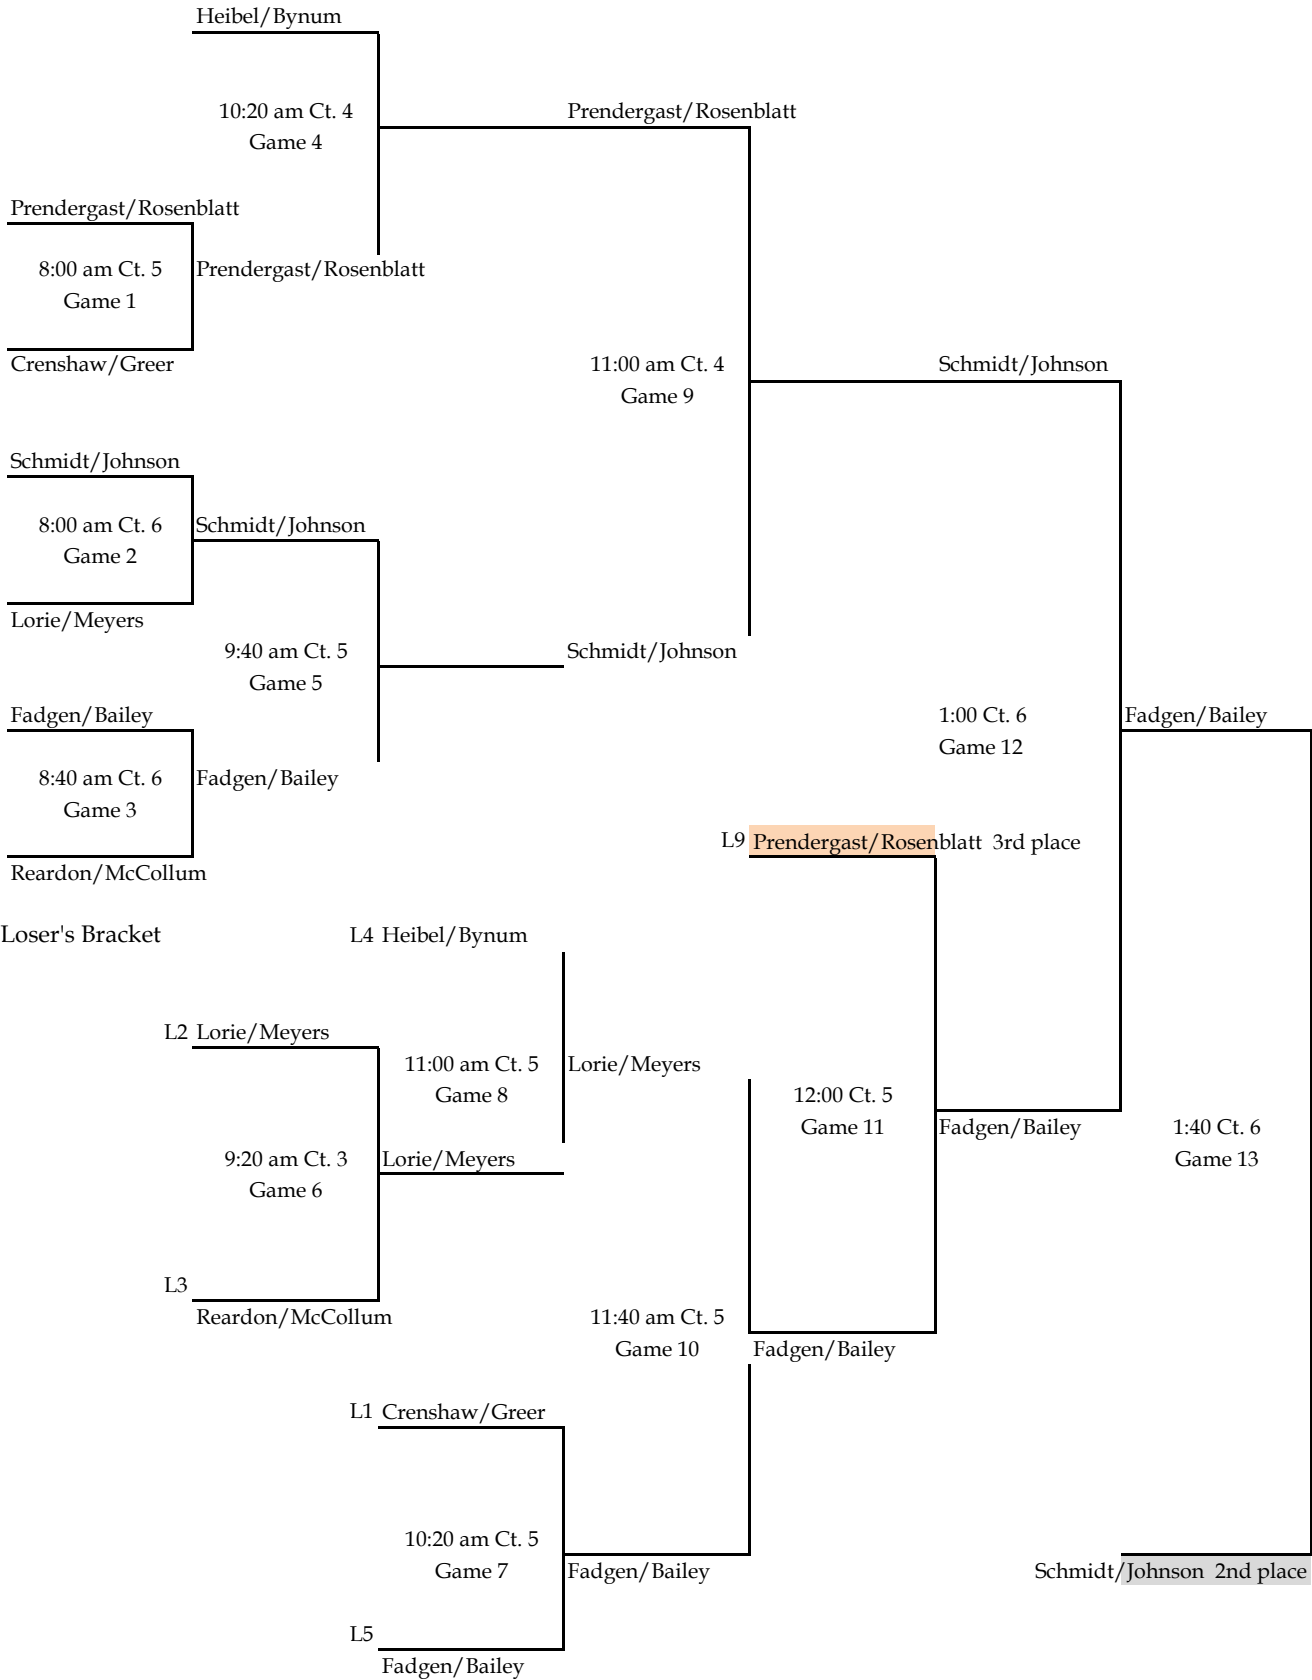 Heibel/Bynum
10:20 am Ct. 4
Game 4
Prendergast/Rosenblatt
Prendergast/Rosenblatt
8:00 am Ct. 5
Game 1
Prendergast/Rosenblatt
Crenshaw/Greer
11:00 am Ct. 4
Game 9
Schmidt/Johnson
Schmidt/Johnson
8:00 am Ct. 6
Game 2
Schmidt/Johnson
Lorie/Meyers
9:40 am Ct. 5
Game 5
Schmidt/Johnson
Fadgen/Bailey
1:00 Ct. 6
Game 12
Fadgen/Bailey
8:40 am Ct. 6
Game 3
Fadgen/Bailey
L9 Prendergast/Rosenblatt 3rd place
Reardon/McCollum
Loser's Bracket
L4 Heibel/Bynum
L2 Lorie/Meyers
11:00 am Ct. 5
Game 8
Lorie/Meyers
12:00 Ct. 5
Game 11
Fadgen/Bailey
1:40 Ct. 6
Game 13
9:20 am Ct. 3
Game 6
Lorie/Meyers
L3
Reardon/McCollum
11:40 am Ct. 5
Game 10
Fadgen/Bailey
L1 Crenshaw/Greer
10:20 am Ct. 5
Game 7
Fadgen/Bailey
Schmidt/Johnson 2nd place
L5
Fadgen/Bailey